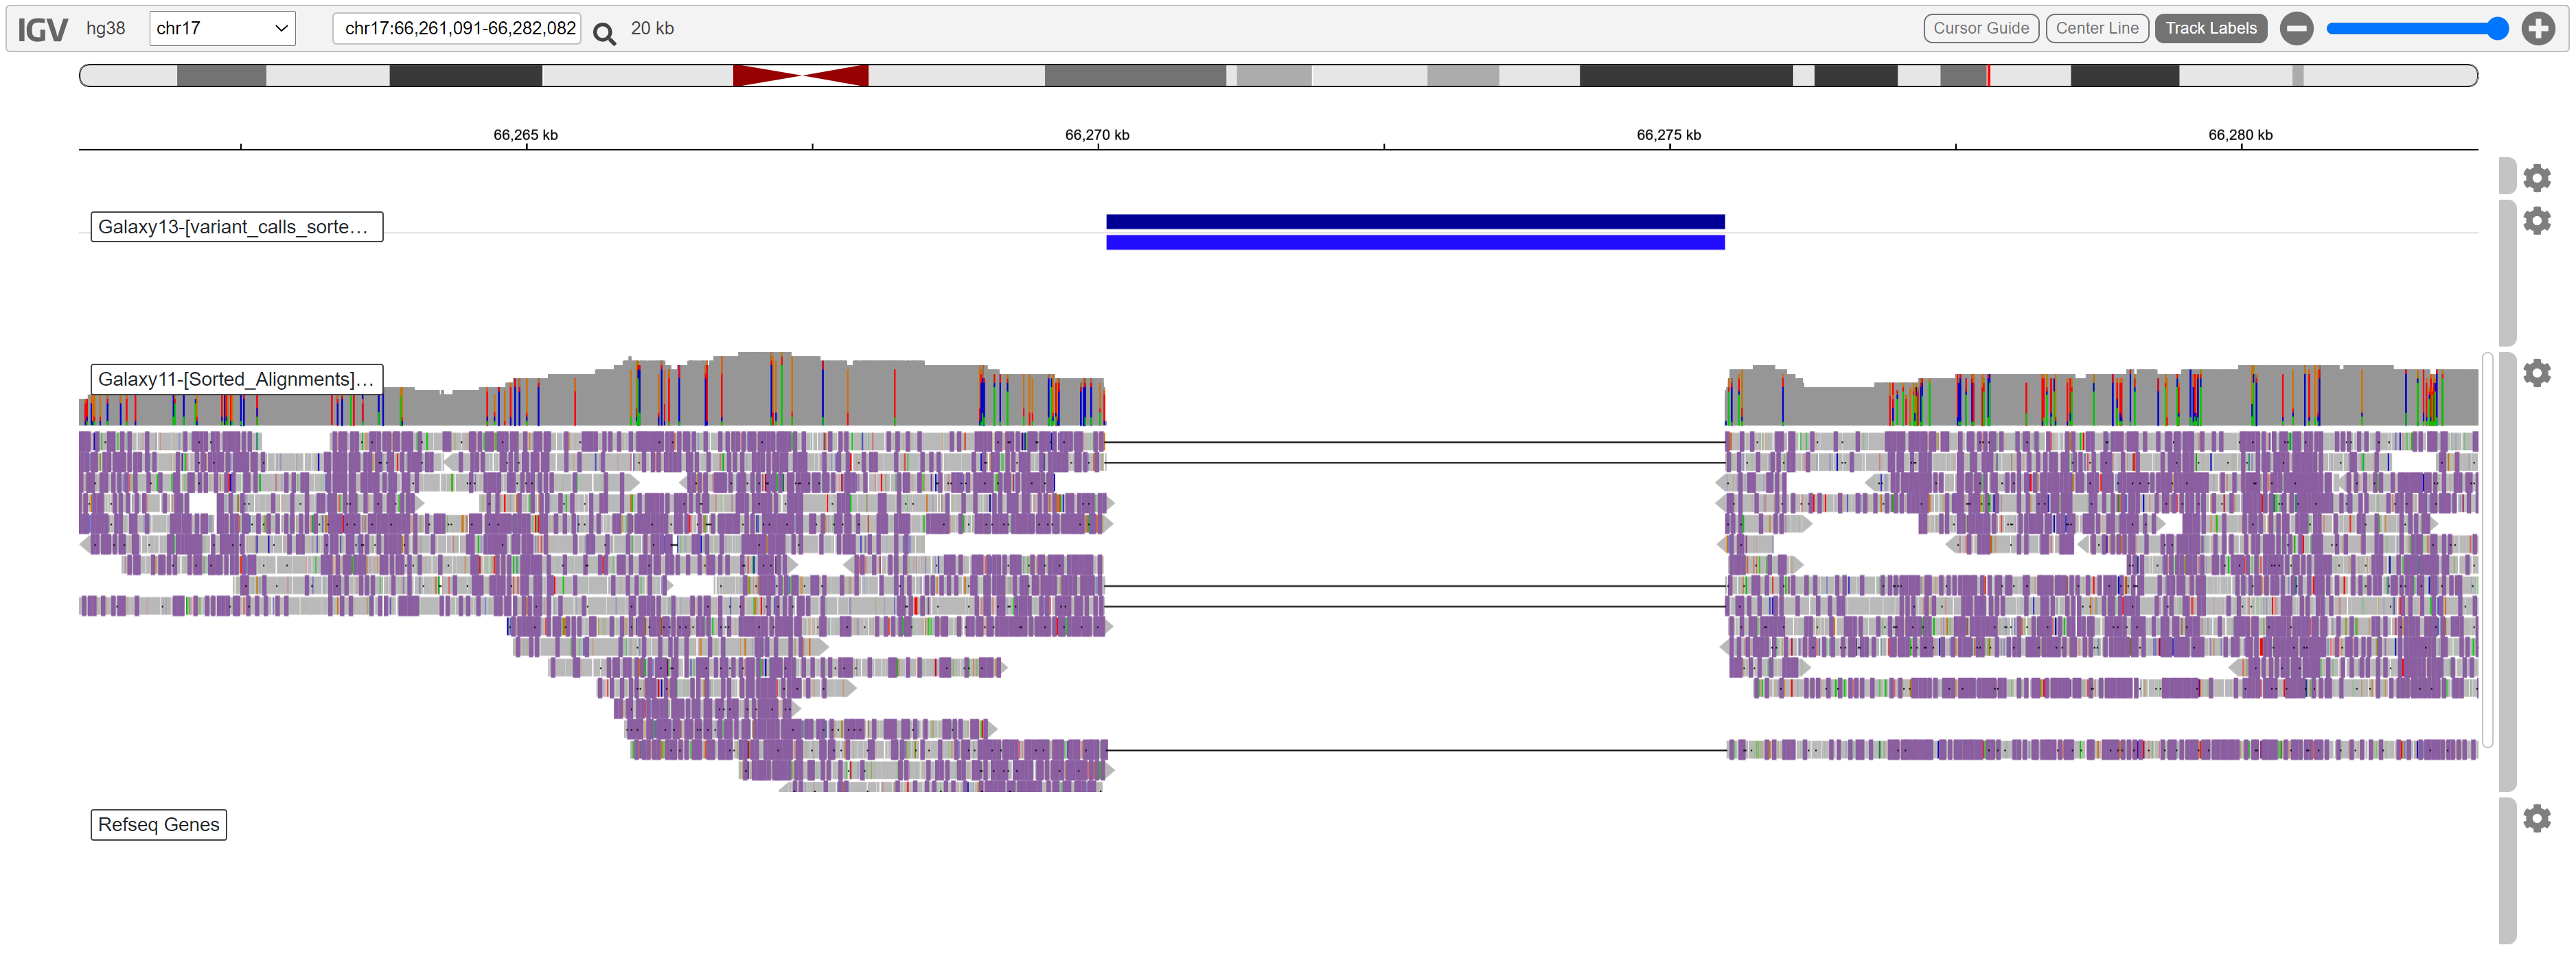 IGV hg38 chr17 chr17:66,261,091-66,282,082 20 kb Cursor Guide Center Line Track Labels
66,265 kb 66,270 kb 66,275 kb 66,280 kb
Galaxy13-[variant_calls_sorte…
Galaxy11-[Sorted_Alignments]…
Refseq Genes